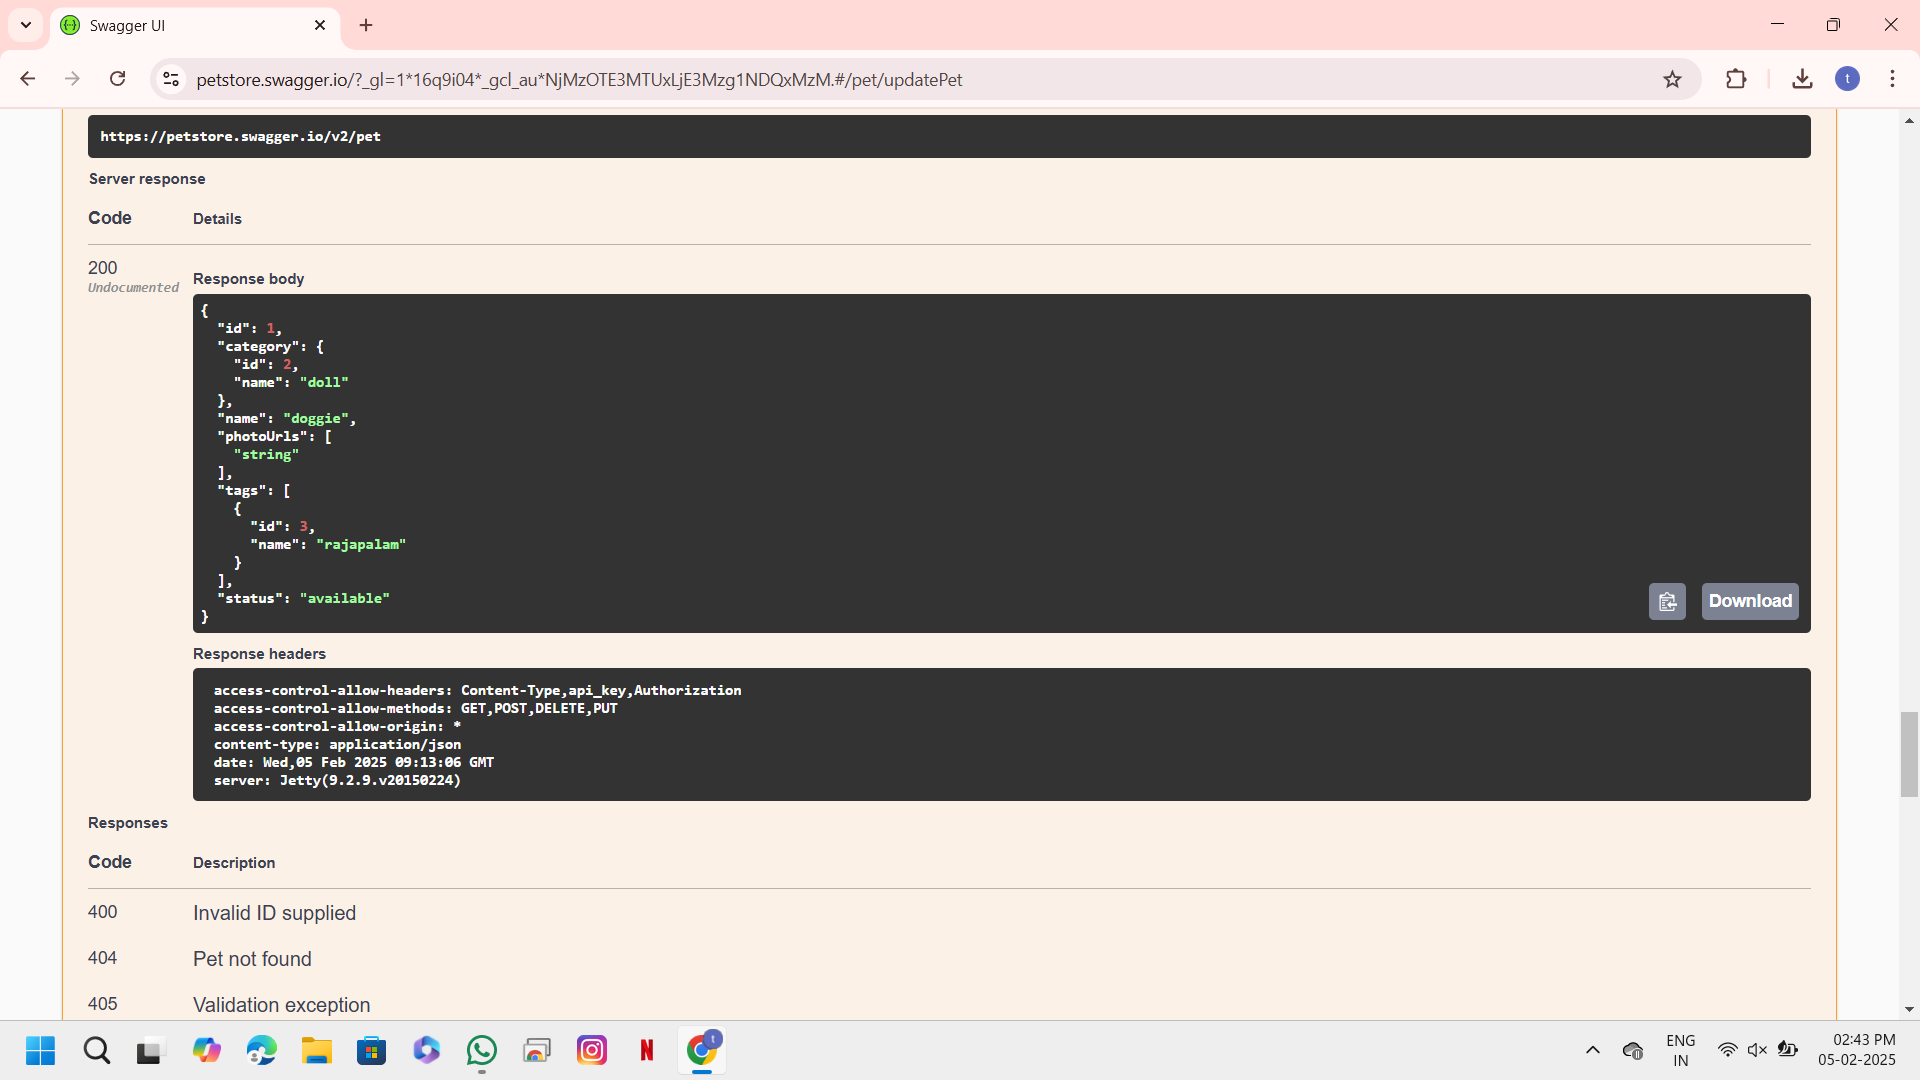 Swagger UI
petstore.swagger.io/?_gl=1*16q9i04*_gcl_au*NjMzOTE3MTUxLjE3Mzg1NDQxMzM.#/pet/updatePet
t
https://petstore.swagger.io/v2/pet
Server response
Code Details
200
Undocumented
Response body
{
  "id": 1,
  "category": {
    "id": 2,
    "name": "doll"
  },
  "name": "doggie",
  "photoUrls": [
    "string"
  ],
  "tags": [
    {
      "id": 3,
      "name": "rajapalam"
    }
  ],
  "status": "available"
}
Download
Response headers
access-control-allow-headers: Content-Type,api_key,Authorization
access-control-allow-methods: GET,POST,DELETE,PUT
access-control-allow-origin: *
content-type: application/json
date: Wed,05 Feb 2025 09:13:06 GMT
server: Jetty(9.2.9.v20150224)
Responses
Code Description
400 Invalid ID supplied
404 Pet not found
405 Validation exception
N
t
ENG
IN
02:43 PM
05-02-2025